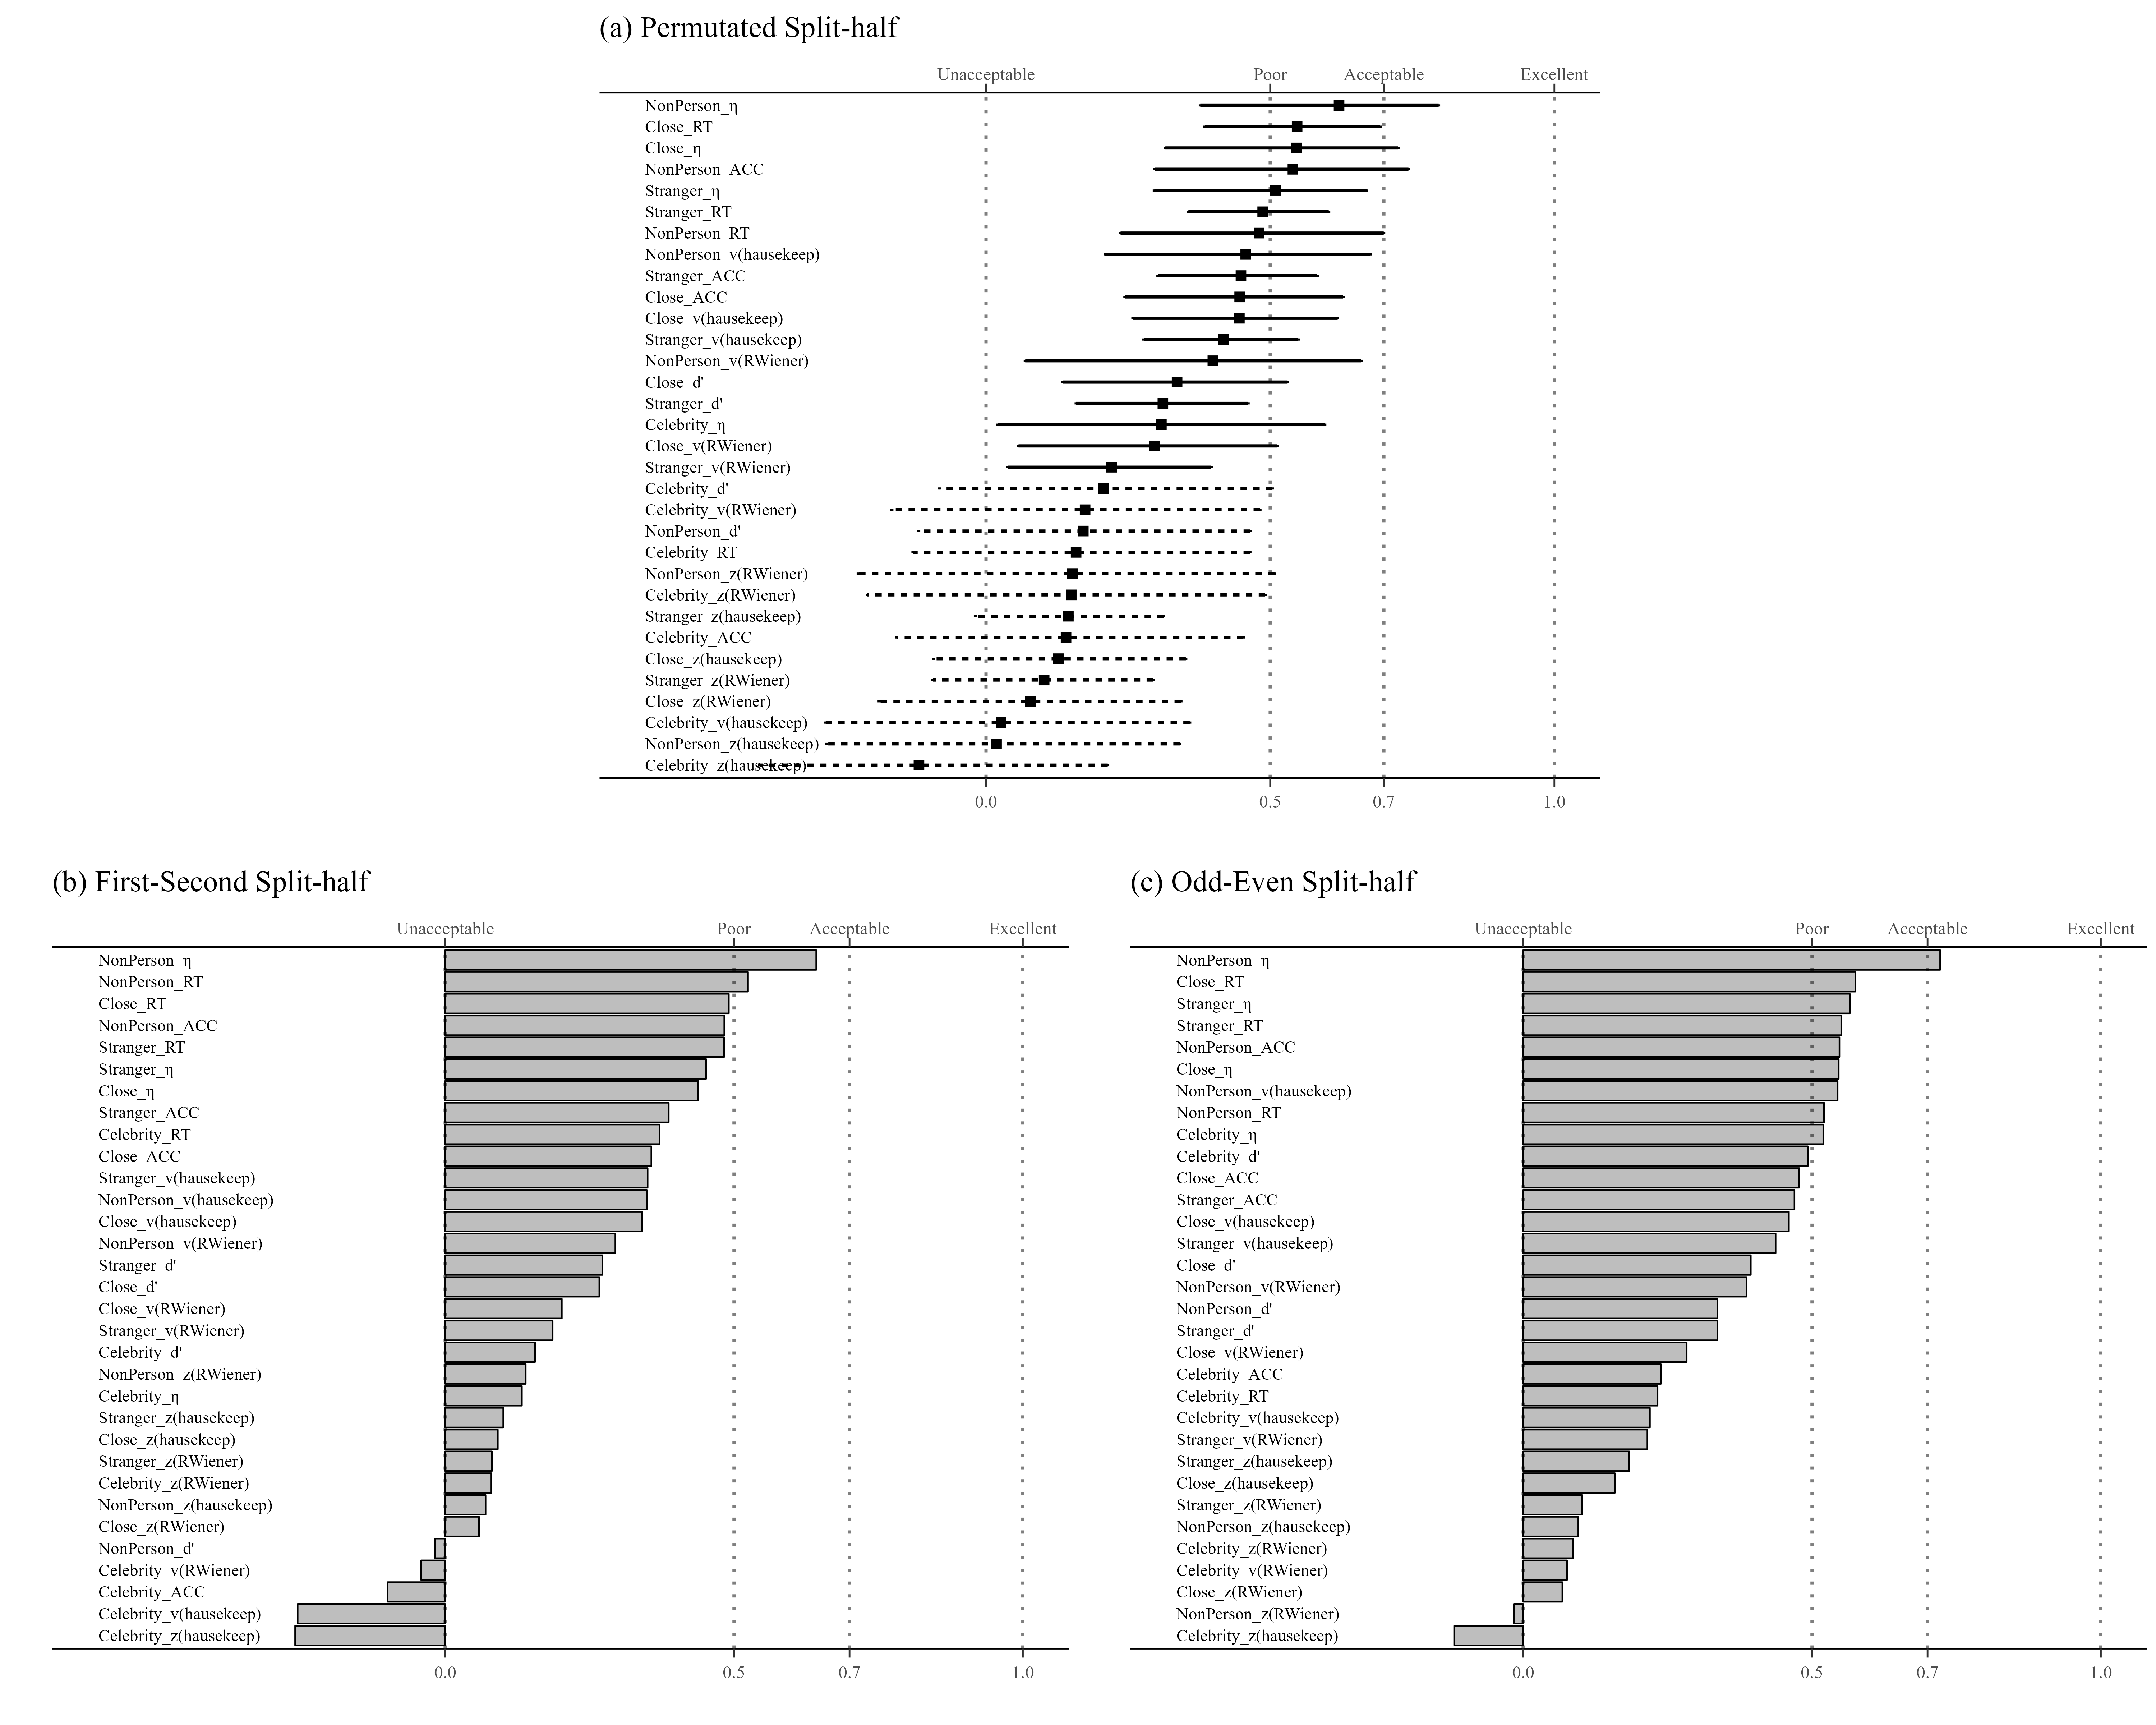 (a) Permutated Split-half
Unacceptable Poor Acceptable Excellent
NonPerson_η
Close_RT
Close_η
NonPerson_ACC
Stranger_η
Stranger_RT
NonPerson_RT
NonPerson_v(hausekeep)
Stranger_ACC
Close_ACC
Close_v(hausekeep)
Stranger_v(hausekeep)
NonPerson_v(RWiener)
Close_d'
Stranger_d'
Celebrity_η
Close_v(RWiener)
Stranger_v(RWiener)
Celebrity_d'
Celebrity_v(RWiener)
NonPerson_d'
Celebrity_RT
NonPerson_z(RWiener)
Celebrity_z(RWiener)
Stranger_z(hausekeep)
Celebrity_ACC
Close_z(hausekeep)
Stranger_z(RWiener)
Close_z(RWiener)
Celebrity_v(hausekeep)
NonPerson_z(hausekeep)
Celebrity_z(hausekeep)
0.0 0.5 0.7 1.0
(b) First-Second Split-half
Unacceptable Poor Acceptable Excellent
NonPerson_η
NonPerson_RT
Close_RT
NonPerson_ACC
Stranger_RT
Stranger_η
Close_η
Stranger_ACC
Celebrity_RT
Close_ACC
Stranger_v(hausekeep)
NonPerson_v(hausekeep)
Close_v(hausekeep)
NonPerson_v(RWiener)
Stranger_d'
Close_d'
Close_v(RWiener)
Stranger_v(RWiener)
Celebrity_d'
NonPerson_z(RWiener)
Celebrity_η
Stranger_z(hausekeep)
Close_z(hausekeep)
Stranger_z(RWiener)
Celebrity_z(RWiener)
NonPerson_z(hausekeep)
Close_z(RWiener)
NonPerson_d'
Celebrity_v(RWiener)
Celebrity_ACC
Celebrity_v(hausekeep)
Celebrity_z(hausekeep)
0.0 0.5 0.7 1.0
(c) Odd-Even Split-half
Unacceptable Poor Acceptable Excellent
NonPerson_η
Close_RT
Stranger_η
Stranger_RT
NonPerson_ACC
Close_η
NonPerson_v(hausekeep)
NonPerson_RT
Celebrity_η
Celebrity_d'
Close_ACC
Stranger_ACC
Close_v(hausekeep)
Stranger_v(hausekeep)
Close_d'
NonPerson_v(RWiener)
NonPerson_d'
Stranger_d'
Close_v(RWiener)
Celebrity_ACC
Celebrity_RT
Celebrity_v(hausekeep)
Stranger_v(RWiener)
Stranger_z(hausekeep)
Close_z(hausekeep)
Stranger_z(RWiener)
NonPerson_z(hausekeep)
Celebrity_z(RWiener)
Celebrity_v(RWiener)
Close_z(RWiener)
NonPerson_z(RWiener)
Celebrity_z(hausekeep)
0.0 0.5 0.7 1.0